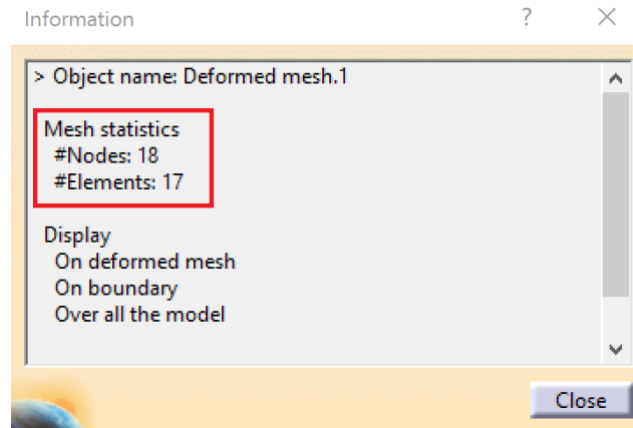 Information
> Object name: Deformed mesh.1
Mesh statistics
#Nodes: 18
#Elements: 17
Display
On deformed mesh
On boundary
Over all the model
Close